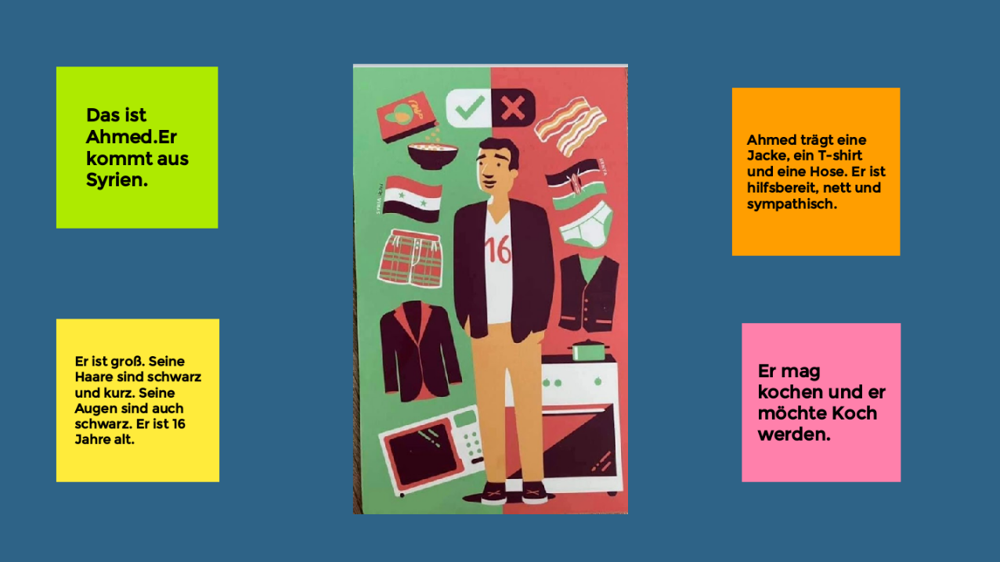 Das ist
Ahmed.Er
kommt aus
Syrien.
Er ist groß. Seine
Haare sind schwarz
und kurz. Seine
Augen sind auch
schwarz. Er ist 16
Jahre alt.
SYRIA
KENYA
16
Ahmed trägt eine
Jacke, ein T-shirt
und eine Hose. Er ist
hilfsbereit, nett und
sympathisch.
Er mag
kochen und er
möchte Koch
werden.